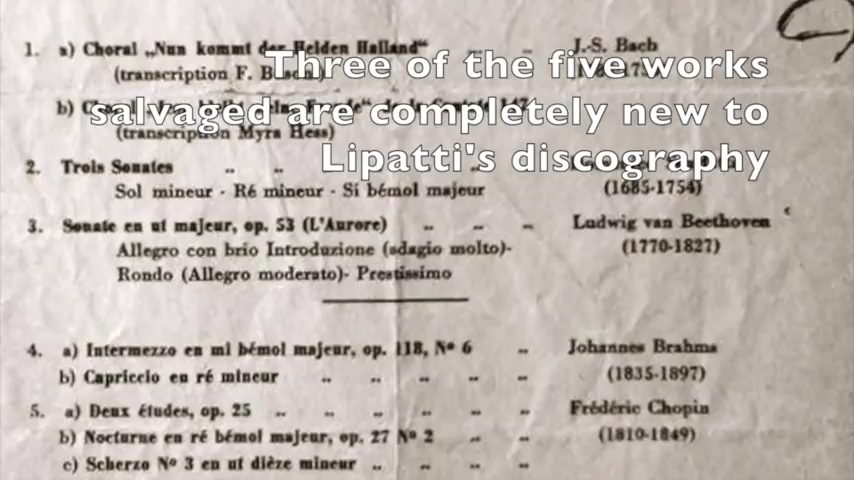 1. a) Choral „Nun kommt der Helden Halland“ .. .. J.-S. Bach
(transcription F. B
b)
(transcription Myra Hess)
2. Trois Sonates .. ..
Sol mineur - Ré mineur - Si bémol majeur (1685-1754)
3. Sonate en ut majeur, op. 53 (L'Aurore) .. .. .. Ludwig van Beethoven
Allegro con brio Introduzione (adagio molto)- (1770-1827)
Rondo (Allegro moderato)- Prestissimo
4. a) Intermezzo en mi bémol majeur, op. 118, Nº 6 .. Johannes Brahms
b) Capriccio en ré mineur .. .. .. .. .. (1835-1897)
5. a) Deux études, op. 25 .. .. .. .. .. Frédéric Chopin
b) Nocturne en ré bémol majeur, op. 27 Nº 2 .. .. (1810-1849)
c) Scherzo Nº 3 en ut dièze mineur .. .. .. ..
Three of the five works
salvaged are completely new to
Lipatti's discography